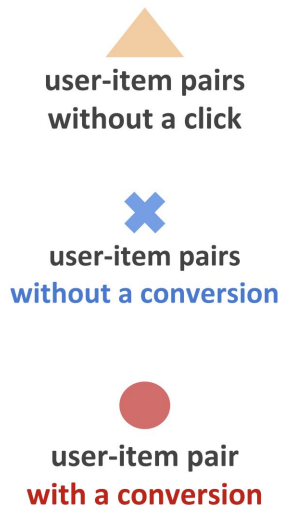 user-item pairs
without a click
user-item pairs
without a conversion
user-item pair
with a conversion